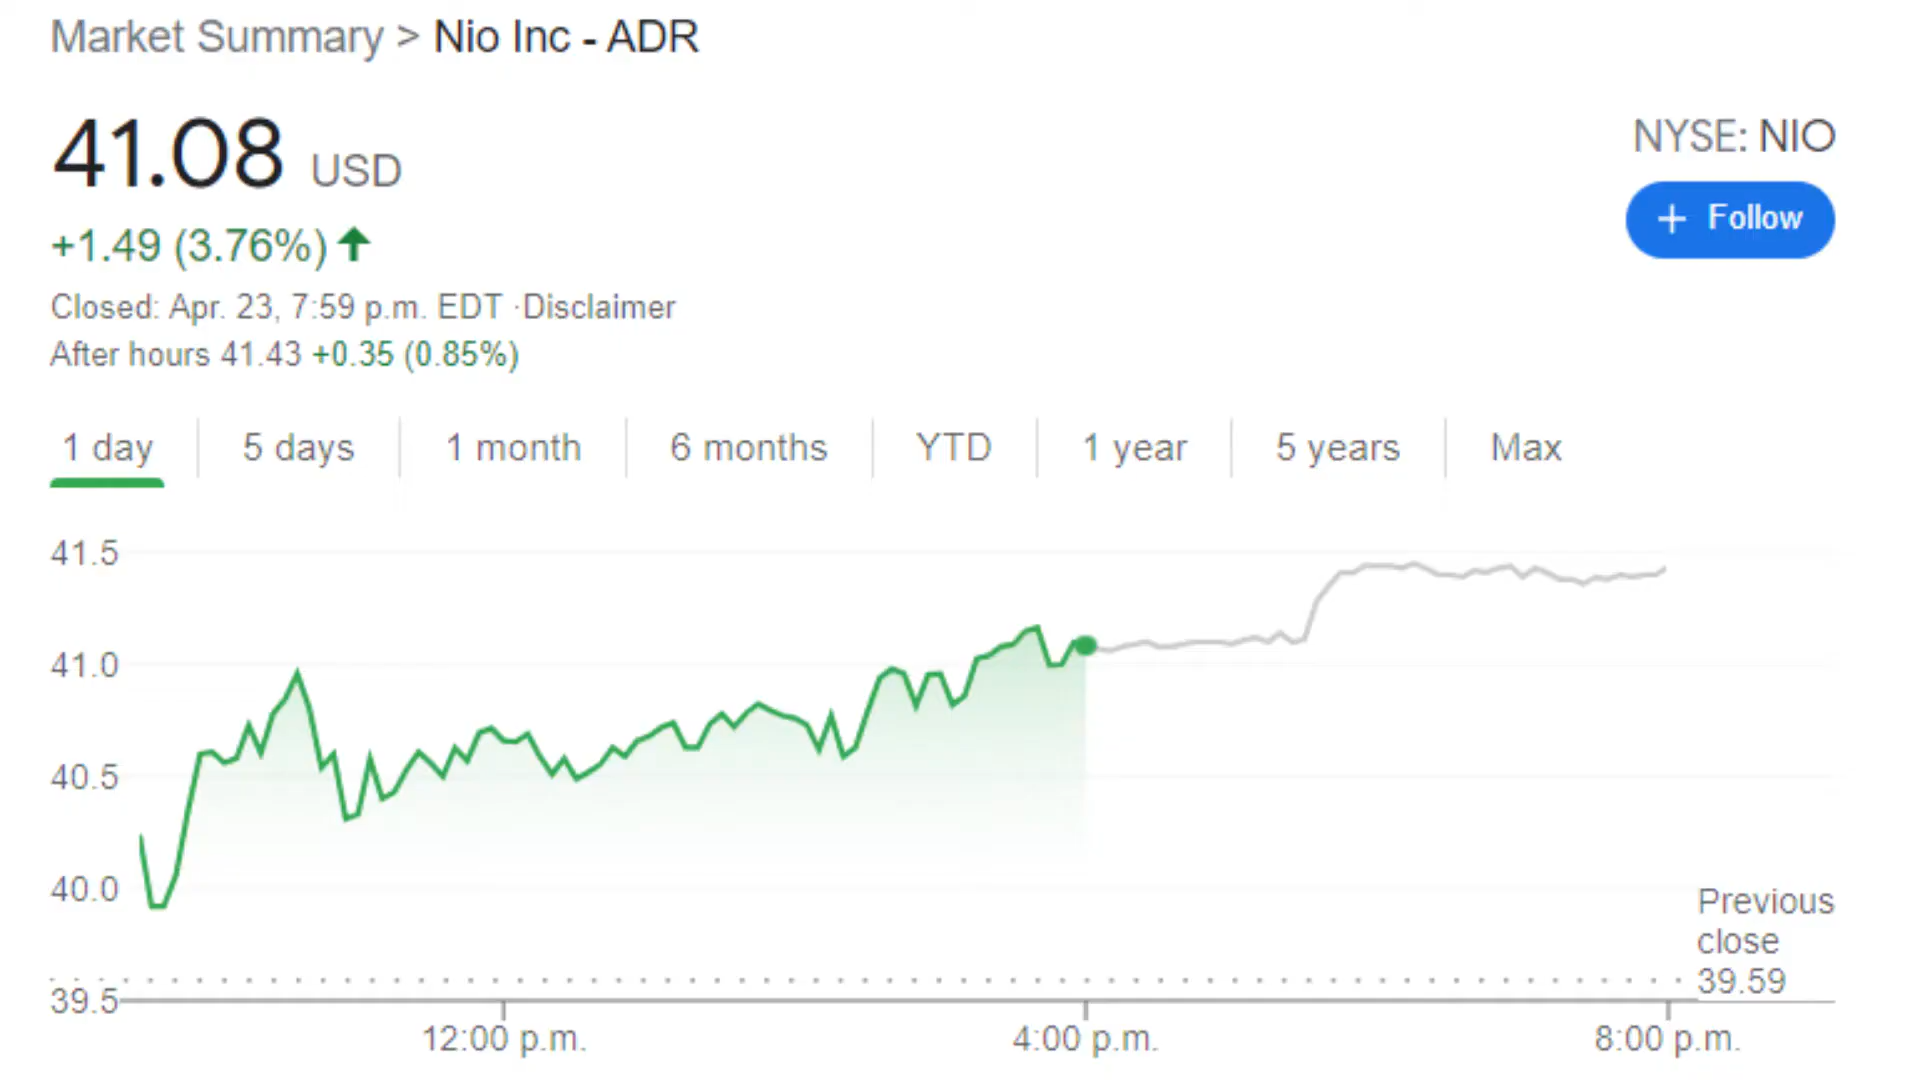 Market Summary > Nio Inc - ADR
41.08 USD
NYSE: NIO
+ Follow
+1.49 (3.76%)
Closed: Apr. 23, 7:59 p.m. EDT ·Disclaimer
After hours 41.43 +0.35 (0.85%)
1 day
5 days
1 month
6 months
YTD
1 year
5 years
Max
41.5
41.0
40.5
40.0
39.5
Previous
close
39.59
12:00 p.m.
4:00 p.m.
8:00 p.m.